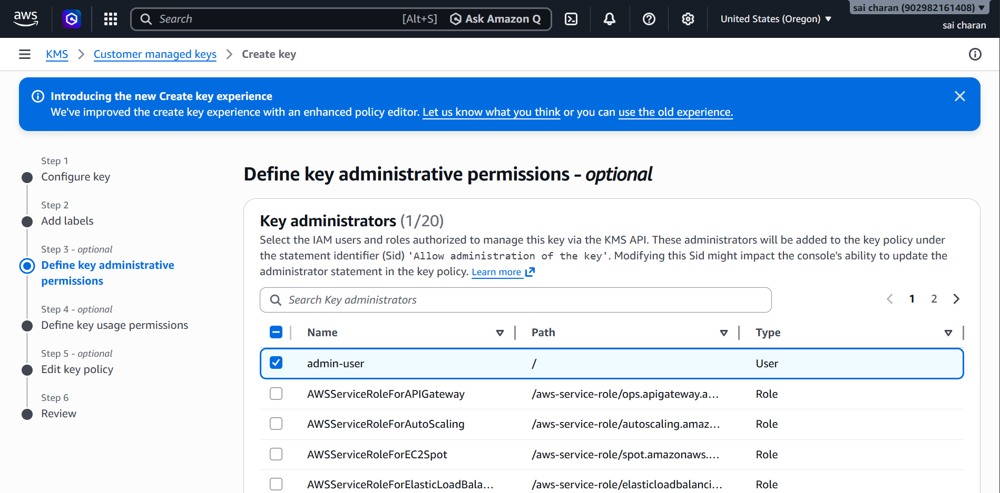 aws
Search
[Alt+S]
Ask Amazon Q
United States (Oregon)
sai charan (902982161408)
sai charan
KMS
Customer managed keys
Create key
Introducing the new Create key experience
We've improved the create key experience with an enhanced policy editor. Let us know what you think or you can use the old experience.
Step 1
Configure key
Step 2
Add labels
Step 3 - optional
Define key administrative
permissions
Step 4 - optional
Define key usage permissions
Step 5 - optional
Edit key policy
Step 6
Review
Define key administrative permissions - optional
Key administrators (1/20)
Select the IAM users and roles authorized to manage this key via the KMS API. These administrators will be added to the key policy under
the statement identifier (Sid) 'Allow administration of the key'. Modifying this Sid might impact the console's ability to update the
administrator statement in the key policy. Learn more
Search Key administrators
1 2
Name Path Type
admin-user / User
AWSServiceRoleForAPIGateway /aws-service-role/ops.apigateway.a... Role
AWSServiceRoleForAutoScaling /aws-service-role/autoscaling.amaz... Role
AWSServiceRoleForEC2Spot /aws-service-role/spot.amazonaws.... Role
AWSServiceRoleForElasticLoadBala... /aws-service-role/elasticloadbalanci... Role